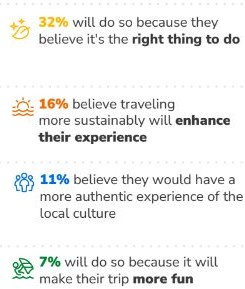 32% will do so because they
believe it's the right thing to do
16% believe traveling
more sustainably will enhance
their experience
11% believe they would have a
more authentic experience of the
local culture
7% will do so because it will
make their trip more fun